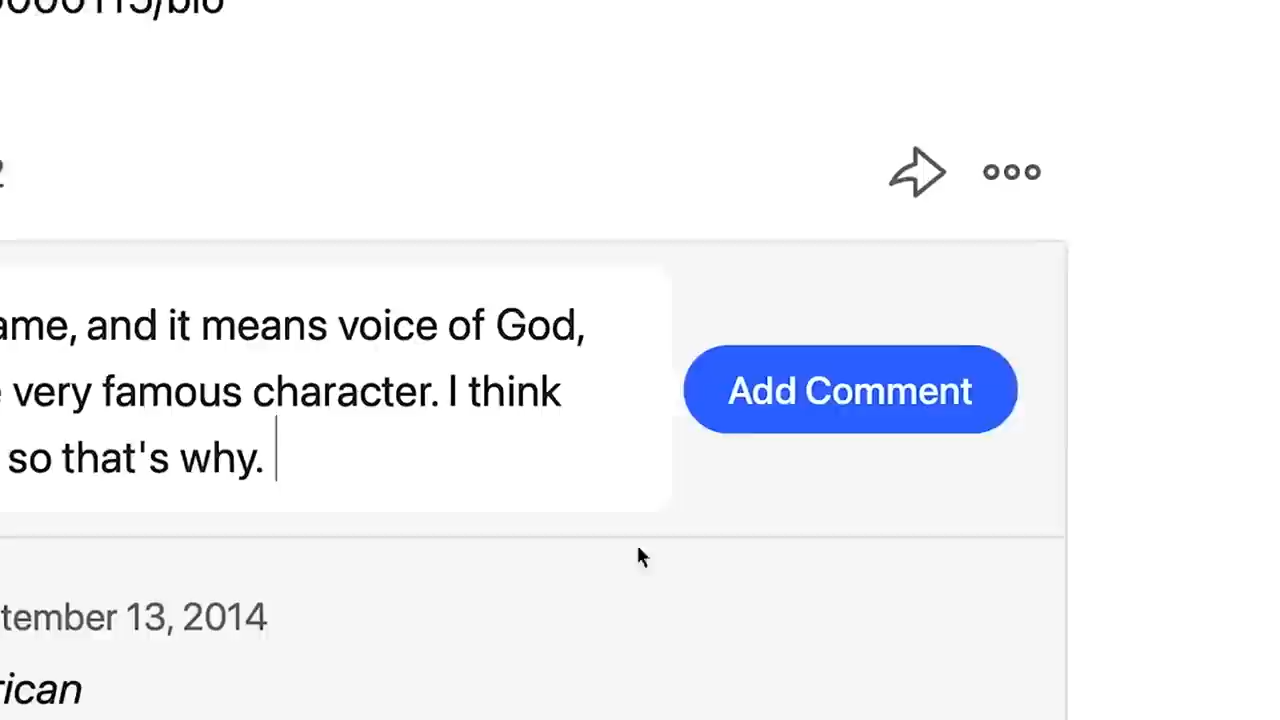 /bio
ame, and it means voice of God,
very famous character. I think
Add Comment
so that's why.
tember 13, 2014
rican